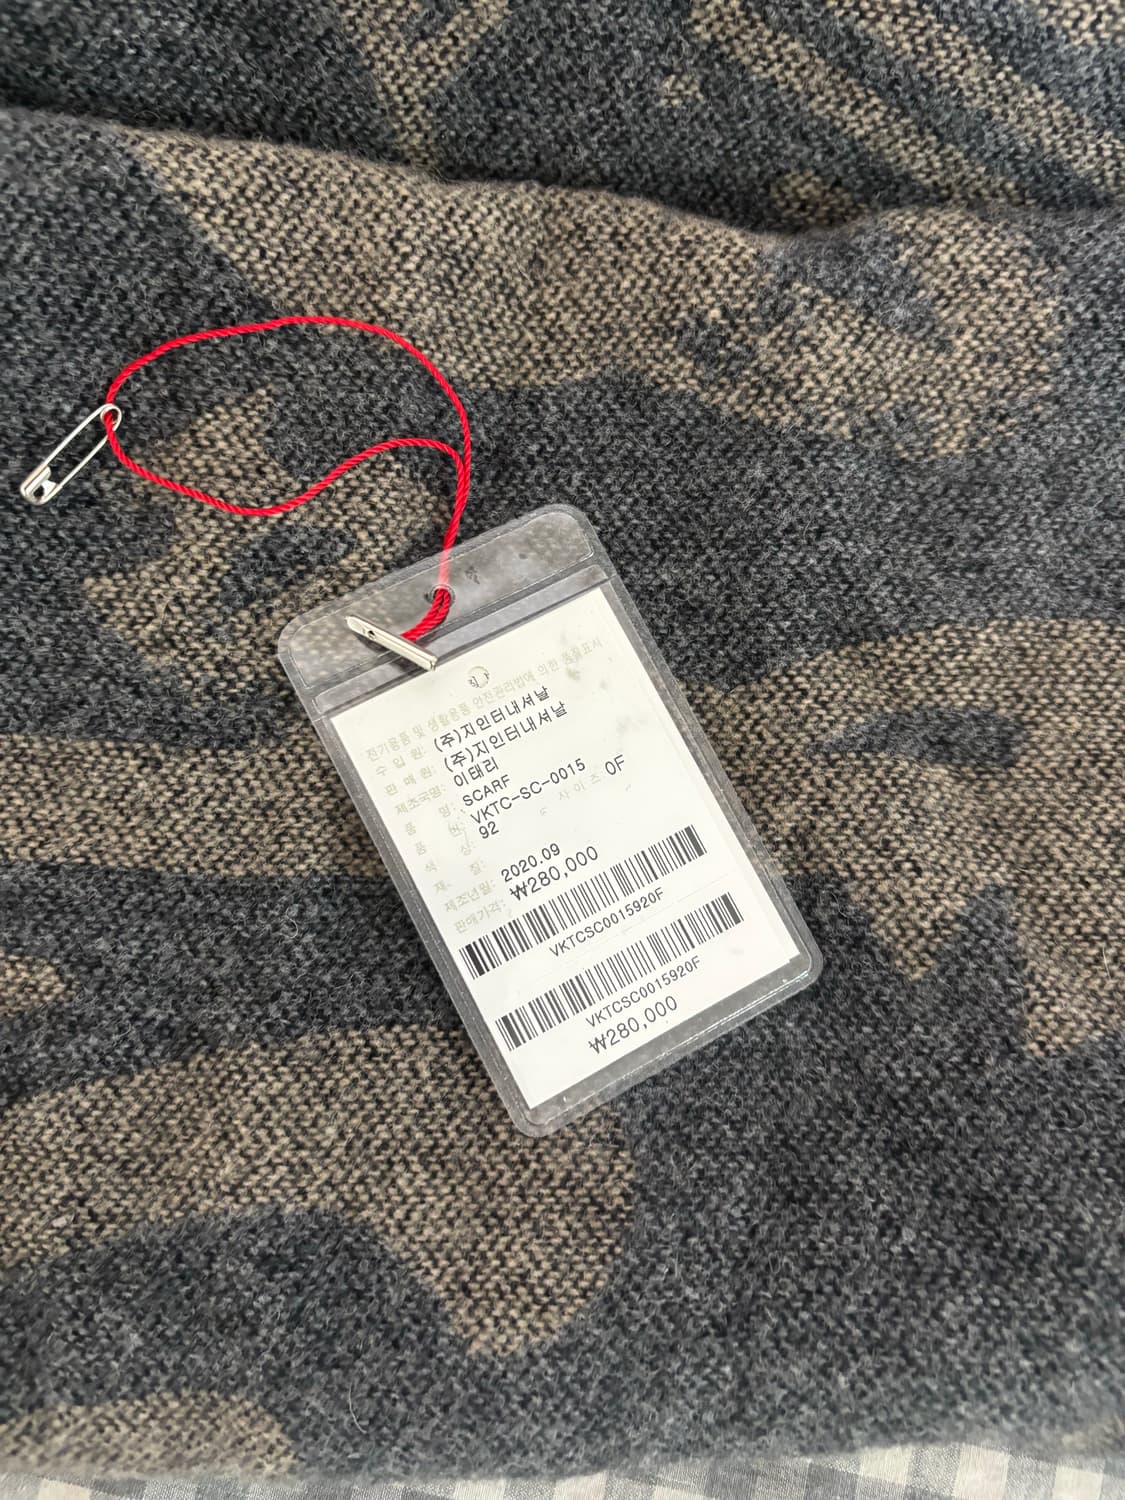 전기용품 및 생활용품 안전관리법에 의한 품질표시
수 입 원: (주)지인터내셔날
판 매 원: (주)지인터내셔날
제조국명: 이태리
품 명: SCARF
품 번: VKTC-SC-0015
색 상: 92 사 이 즈: 0F
재 질:
제조년월: 2020.09
판매가격: ₩280,000
VKTCSC0015920F
VKTCSC0015920F
₩280,000